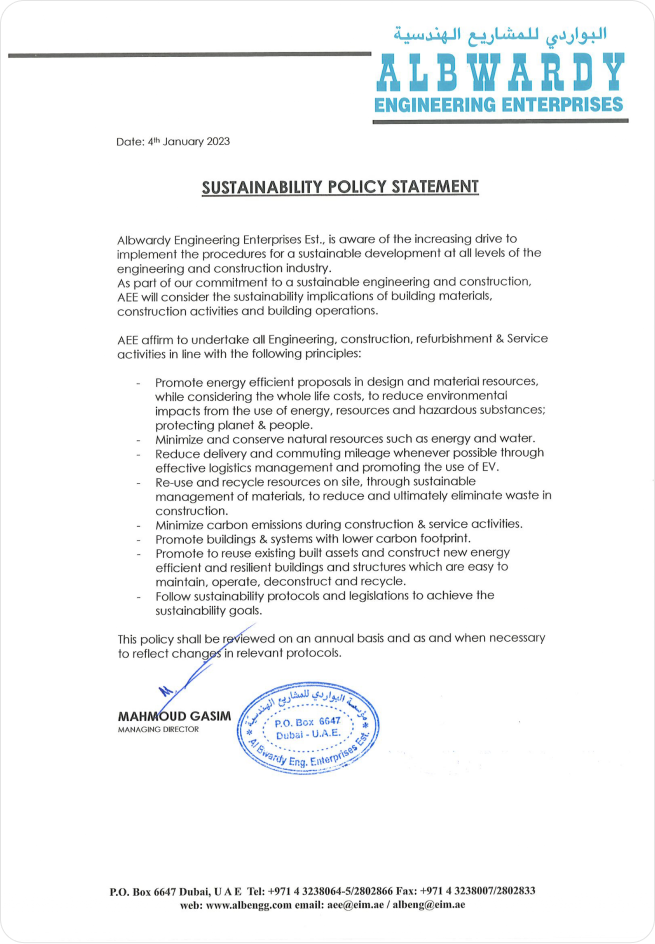 البواردي للمشاريع الهندسية
ALBWARDY
ENGINEERING ENTERPRISES
Date: 4th January 2023
SUSTAINABILITY POLICY STATEMENT
Albwardy Engineering Enterprises Est., is aware of the increasing drive to
implement the procedures for a sustainable development at all levels of the
engineering and construction industry.
As part of our commitment to a sustainable engineering and construction,
AEE will consider the sustainability implications of building materials,
construction activities and building operations.
AEE affirm to undertake all Engineering, construction, refurbishment & Service
activities in line with the following principles:
- Promote energy efficient proposals in design and material resources,
while considering the whole life costs, to reduce environmental
impacts from the use of energy, resources and hazardous substances;
protecting planet & people.
- Minimize and conserve natural resources such as energy and water.
- Reduce delivery and commuting mileage whenever possible through
effective logistics management and promoting the use of EV.
- Re-use and recycle resources on site, through sustainable
management of materials, to reduce and ultimately eliminate waste in
construction.
- Minimize carbon emissions during construction & service activities.
- Promote buildings & systems with lower carbon footprint.
- Promote to reuse existing built assets and construct new energy
efficient and resilient buildings and structures which are easy to
maintain, operate, deconstruct and recycle.
- Follow sustainability protocols and legislations to achieve the
sustainability goals.
This policy shall be reviewed on an annual basis and as and when necessary
to reflect changes in relevant protocols.
MAHMOUD GASIM
MANAGING DIRECTOR
مؤسسة البواردي للمشاريع الهندسية
P.O. Box 6647
Dubai - U.A.E.
Al Bwardy Eng. Enterprises Est.
P.O. Box 6647 Dubai, U A E Tel: +971 4 3238064-5/2802866 Fax: +971 4 3238007/2802833
web: www.albengg.com email: aee@eim.ae / albeng@eim.ae